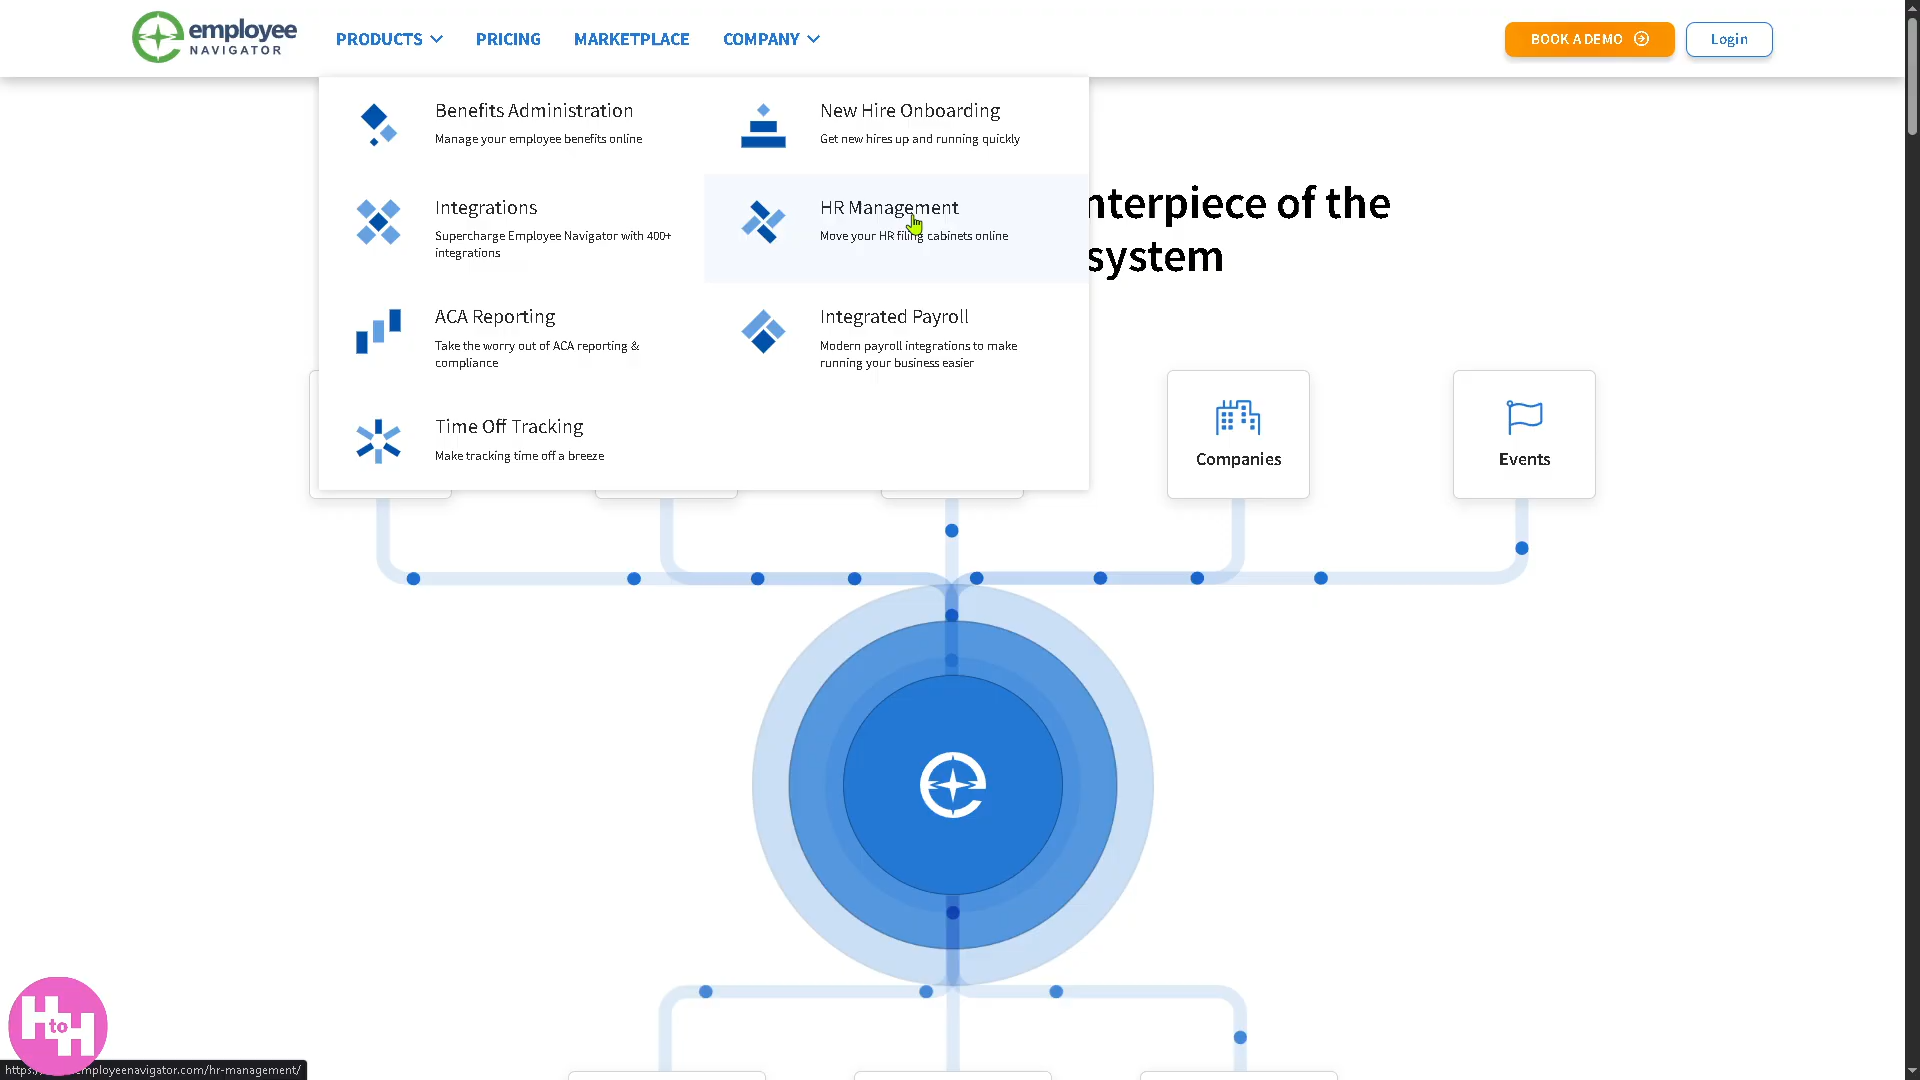 employee
NAVIGATOR
PRODUCTS
PRICING
MARKETPLACE
COMPANY
BOOK A DEMO
Login
Benefits Administration
Manage your employee benefits online
New Hire Onboarding
Get new hires up and running quickly
Integrations
Supercharge Employee Navigator with 400+
integrations
HR Management
Move your HR filing cabinets online
nterpiece of the
system
ACA Reporting
Take the worry out of ACA reporting &
compliance
Integrated Payroll
Modern payroll integrations to make
running your business easier
Time Off Tracking
Make tracking time off a breeze
Companies
Events
H to H
https:
mployeenavigator.com/hr-management/